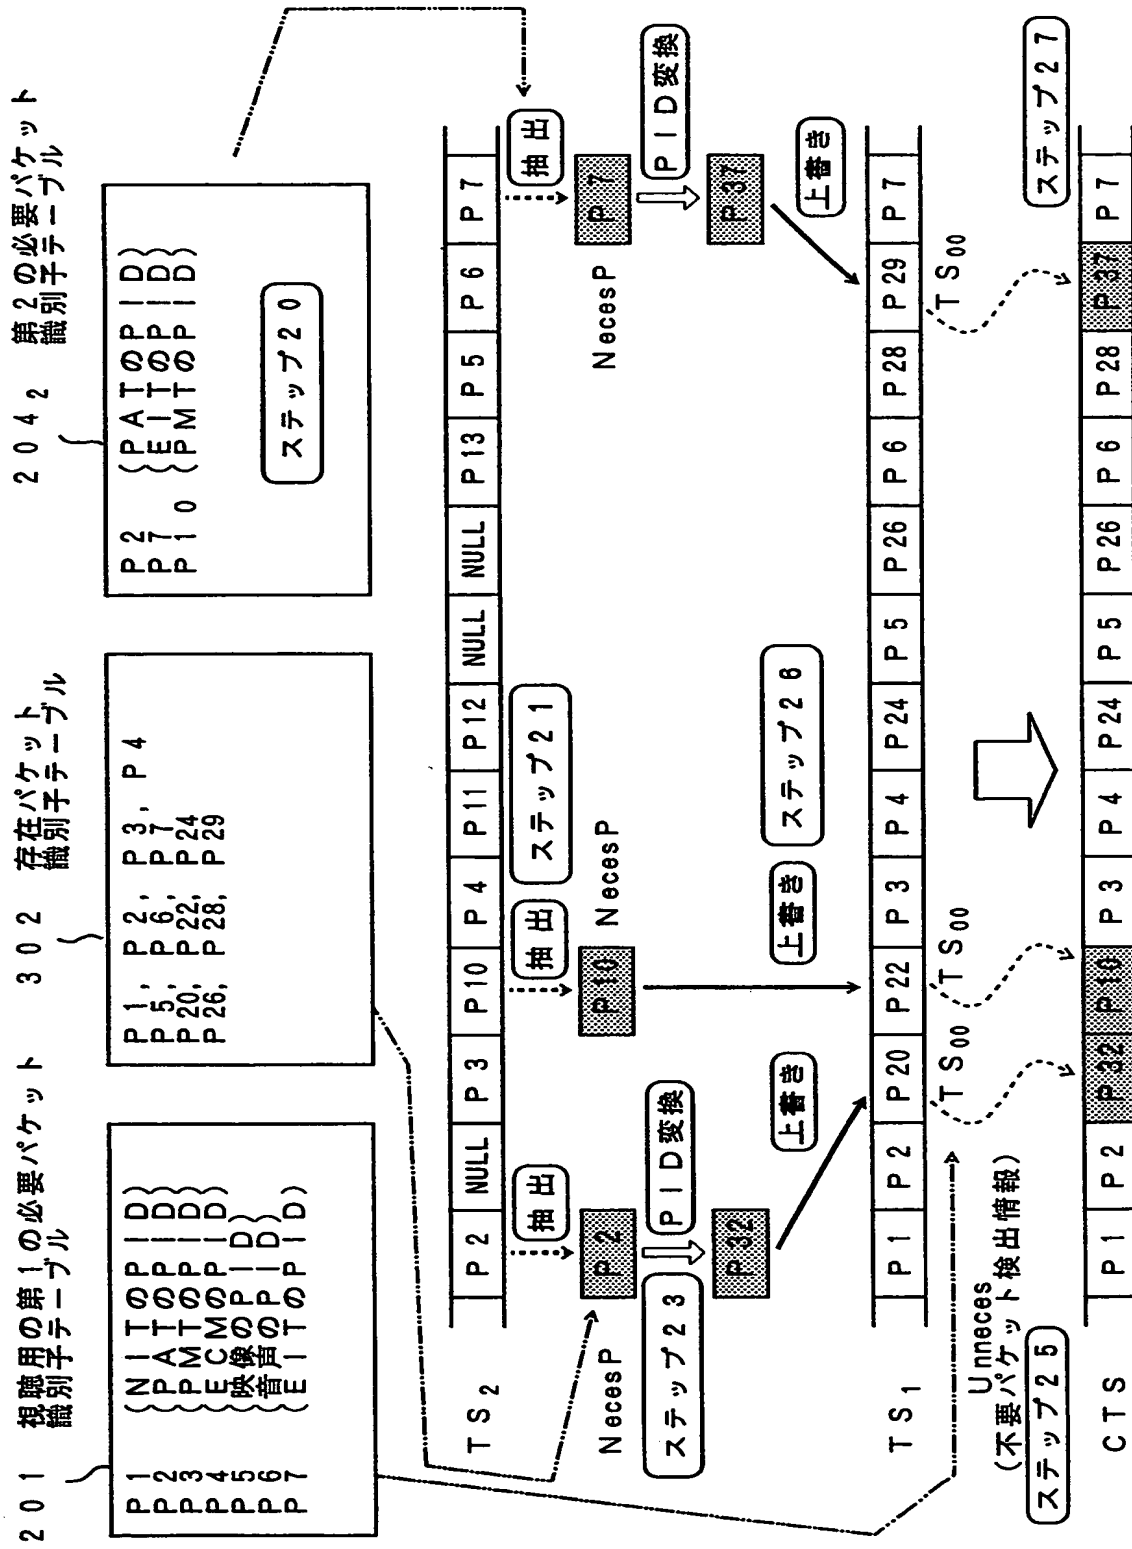 201 視聴用の第1の必要パケット
識別子テーブル
P1 (NITのPID)
P2 (PATのPID)
P3 (PMTのPID)
P4 (ECMのPID)
P5 (映像のPID)
P6 (音声のPID)
P7 (EITのPID)
302 存在パケット
識別子テーブル
P1, P2, P3, P4
P5, P6, P7
P20, P22, P24
P26, P28, P29
204₂ 第2の必要パケット
識別子テーブル
P2 (PATのPID)
P7 (EITのPID)
P10 (PMTのPID)
ステップ20
TS₂ P2 NULL P3 P10 P4 P11 P12 NULL NULL P13 P5 P6 P7
抽出 抽出 ステップ21 抽出
NecesP P2 P10 NecesP NecesP P7
ステップ23 PID変換 PID変換
P32 P37
上書き 上書き ステップ26 上書き
TS₁ P1 P2 P20 P22 P3 P4 P24 P5 P26 P6 P28 P29 P7
TS₀₀ TS₀₀ TS₀₀
Unneces
(不要パケット検出情報)
ステップ25 ステップ27
CTS P1 P2 P32 P10 P3 P4 P24 P5 P26 P6 P28 P37 P7